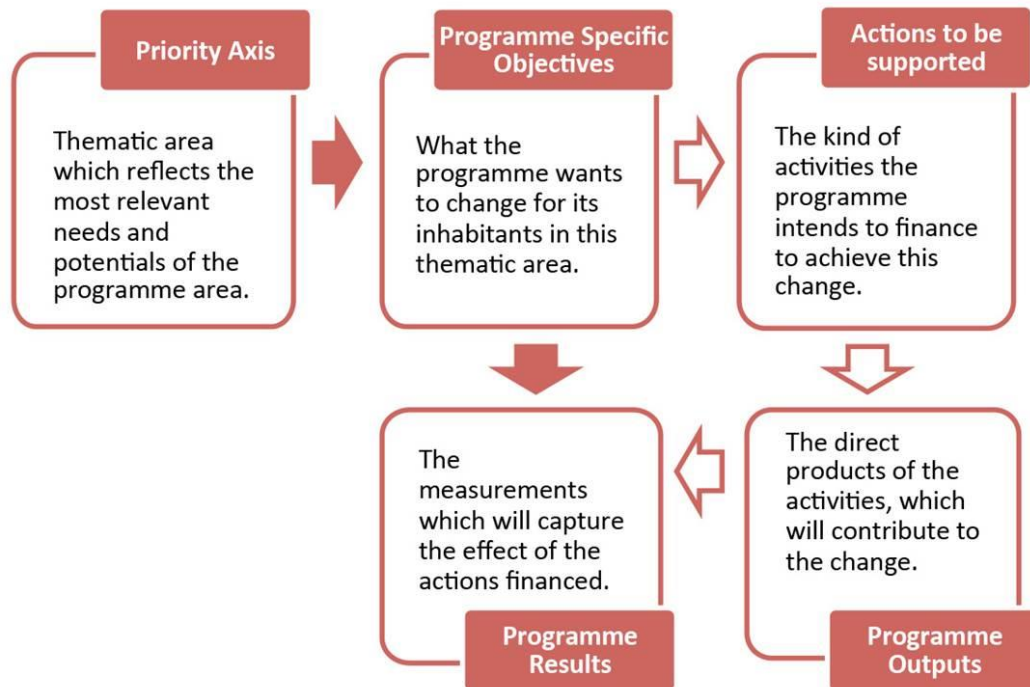 Priority Axis
Thematic area
which reflects the
most relevant
needs and
potentials of the
programme area.
Programme Specific
Objectives
What the
programme wants
to change for its
inhabitants in this
thematic area.
Actions to be
supported
The kind of
activities the
programme
intends to finance
to achieve this
change.
The
measurements
which will capture
the effect of the
actions financed.
Programme
Results
The direct
products of the
activities, which
will contribute to
the change.
Programme
Outputs